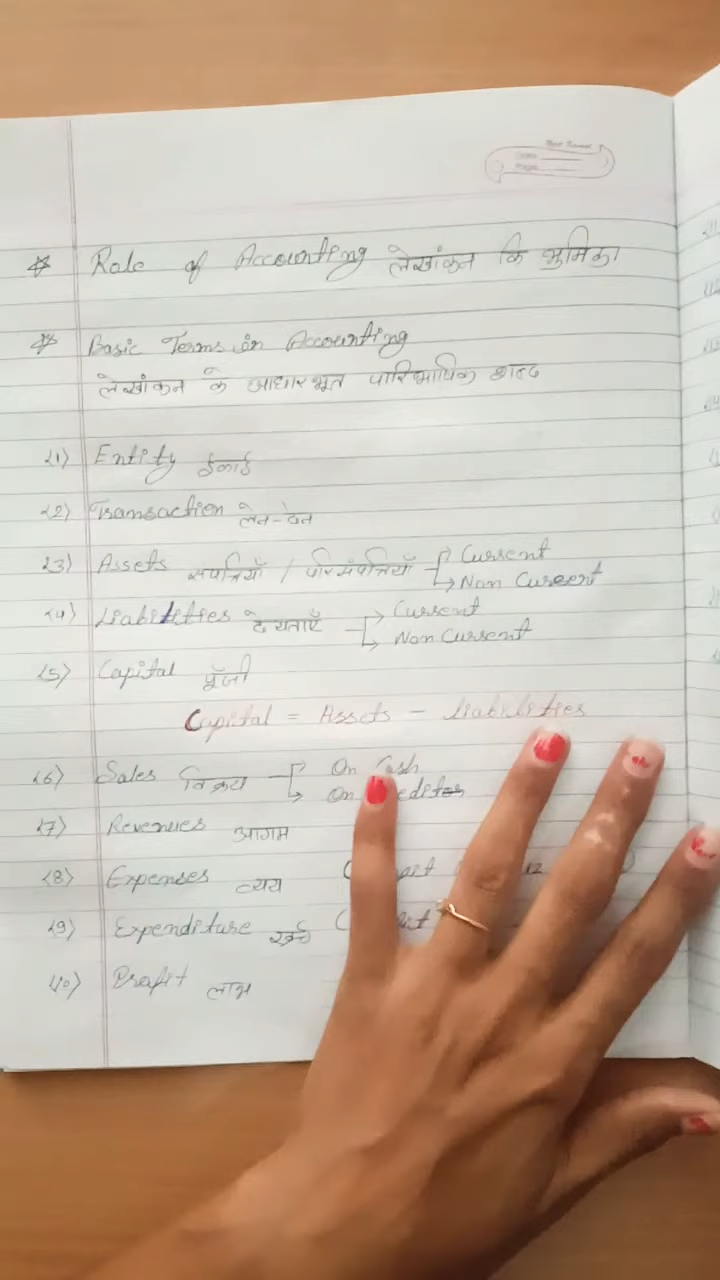 Role of Accounting लेखांकन कि भुमिका
Basic Terms in Accounting
लेखांकन के आधारभूत पारिभाषिक शब्द
(1) Entity ईकाई
(2) Transaction लेन-देन
(3) Assets संपत्तियाँ / परिसंपत्तियाँ Current
Non Current
(4) Liabilities देयताएँ Current
Non Current
(5) Capital पूँजी
Capital = Assets - Liabilities
(6) Sales विक्रय On Cash
On
(7) Revenues आगम
(8) Expenses व्यय
(9) Expenditure खर्च
(10) Profit लाभ